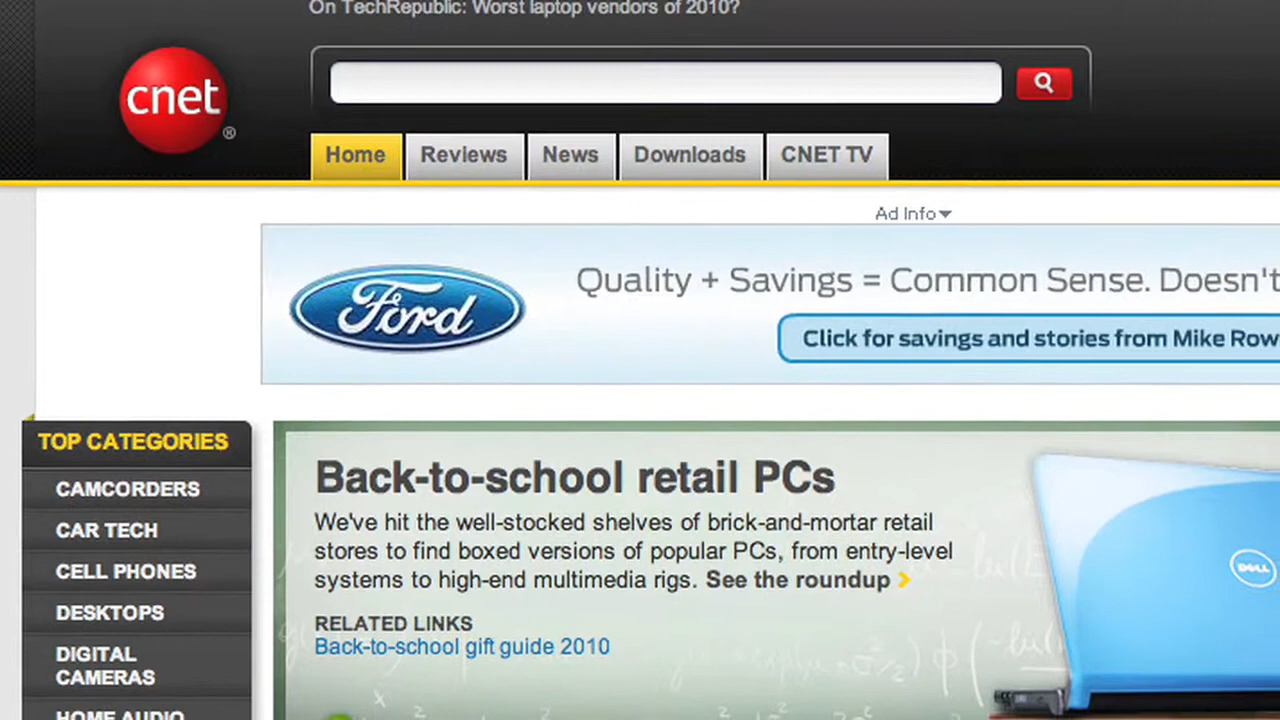 On TechRepublic: Worst laptop vendors of 2010?
cnet
®
Home
Reviews
News
Downloads
CNET TV
Ad Info
Ford
Quality + Savings = Common Sense. Doesn't
Click for savings and stories from Mike Row
TOP CATEGORIES
CAMCORDERS
CAR TECH
CELL PHONES
DESKTOPS
DIGITAL
CAMERAS
HOME AUDIO
Back-to-school retail PCs
We've hit the well-stocked shelves of brick-and-mortar retail
stores to find boxed versions of popular PCs, from entry-level
systems to high-end multimedia rigs. See the roundup
RELATED LINKS
Back-to-school gift guide 2010
DELL